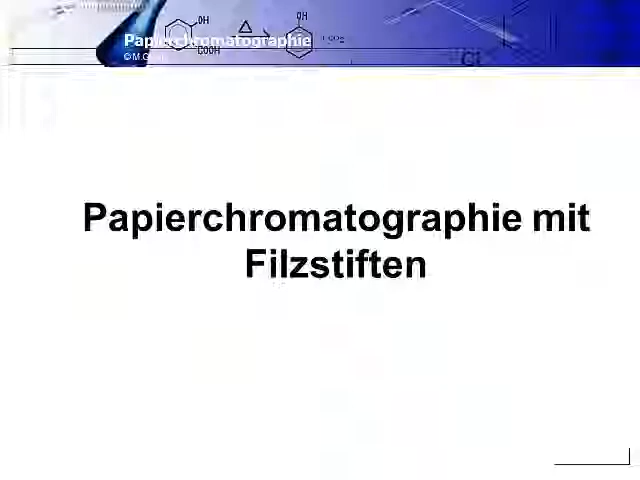 OH
OH
Papierchromatographie
COOH
Cl
Papierchromatographie mit
Filzstiften